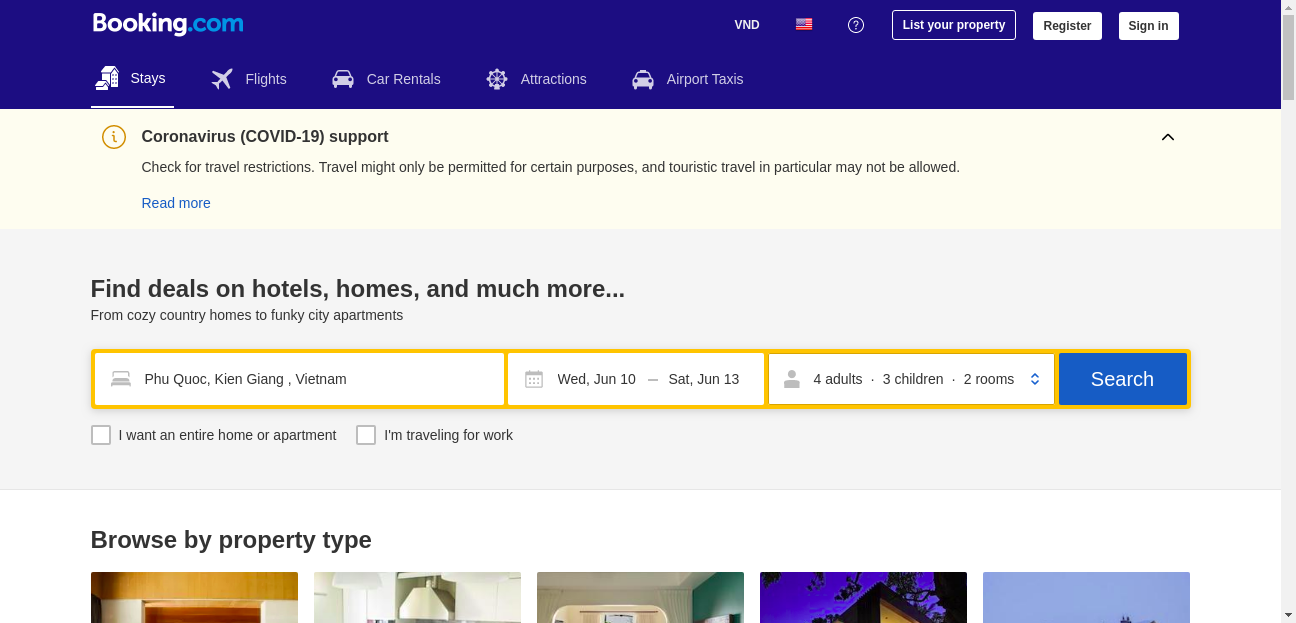 Booking.com
VND
List your property
Register
Sign in
Stays
Flights
Car Rentals
Attractions
Airport Taxis
Coronavirus (COVID-19) support
Check for travel restrictions. Travel might only be permitted for certain purposes, and touristic travel in particular may not be allowed.
Read more
Find deals on hotels, homes, and much more...
From cozy country homes to funky city apartments
Phu Quoc, Kien Giang , Vietnam
Wed, Jun 10 — Sat, Jun 13
4 adults · 3 children · 2 rooms
Search
I want an entire home or apartment
I'm traveling for work
Browse by property type